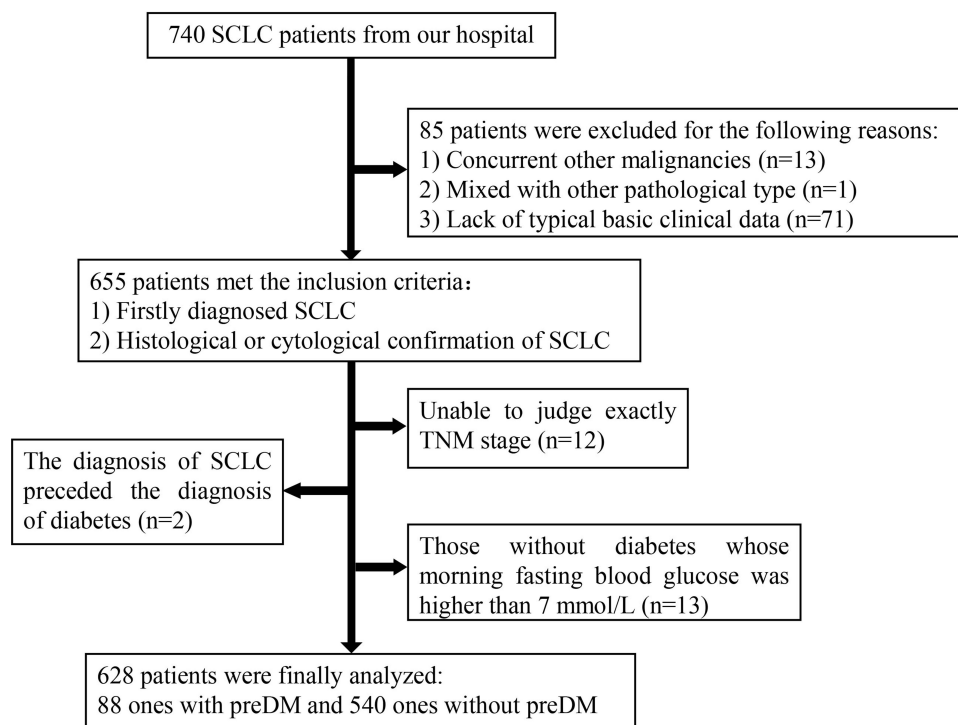 740 SCLC patients from our hospital
85 patients were excluded for the following reasons:
1) Concurrent other malignancies (n=13)
2) Mixed with other pathological type (n=1)
3) Lack of typical basic clinical data (n=71)
655 patients met the inclusion criteria：
1) Firstly diagnosed SCLC
2) Histological or cytological confirmation of SCLC
Unable to judge exactly
TNM stage (n=12)
The diagnosis of SCLC
preceded the diagnosis
of diabetes (n=2)
Those without diabetes whose
morning fasting blood glucose was
higher than 7 mmol/L (n=13)
628 patients were finally analyzed:
88 ones with preDM and 540 ones without preDM